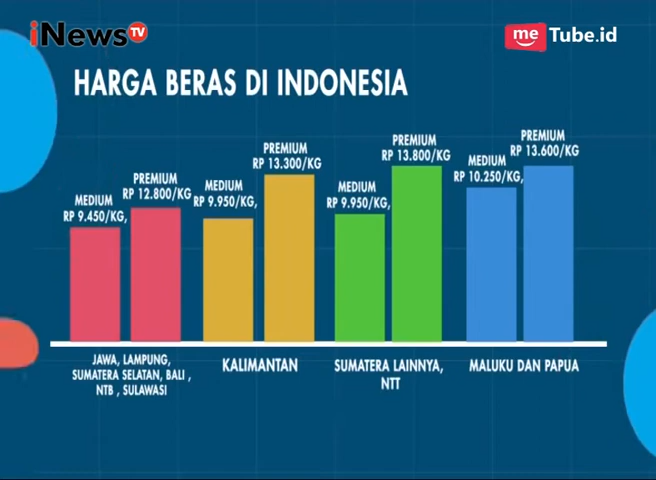 iNews TV
me Tube.id
HARGA BERAS DI INDONESIA
MEDIUM
RP 9.450/KG,
PREMIUM
RP 12.800/KG
MEDIUM
RP 9.950/KG,
PREMIUM
RP 13.300/KG
MEDIUM
RP 9.950/KG,
PREMIUM
RP 13.800/KG
MEDIUM
RP 10.250/KG,
PREMIUM
RP 13.600/KG
JAWA, LAMPUNG,
SUMATERA SELATAN, BALI ,
NTB , SULAWASI
KALIMANTAN
SUMATERA LAINNYA,
NTT
MALUKU DAN PAPUA